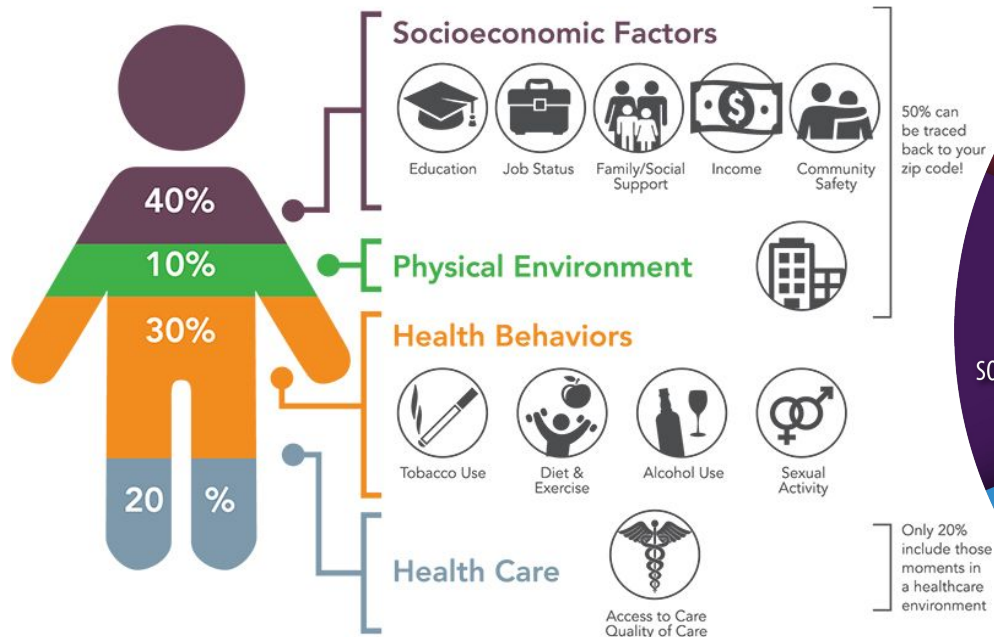 Socioeconomic Factors
Education
Job Status
Family/Social
Support
Income
Community
Safety
50% can
be traced
back to your
zip code!
40%
10%
Physical Environment
30%
Health Behaviors
Tobacco Use
Diet &
Exercise
Alcohol Use
Sexual
Activity
20 %
Health Care
Access to Care
Quality of Care
Only 20%
include those
moments in
a healthcare
environment